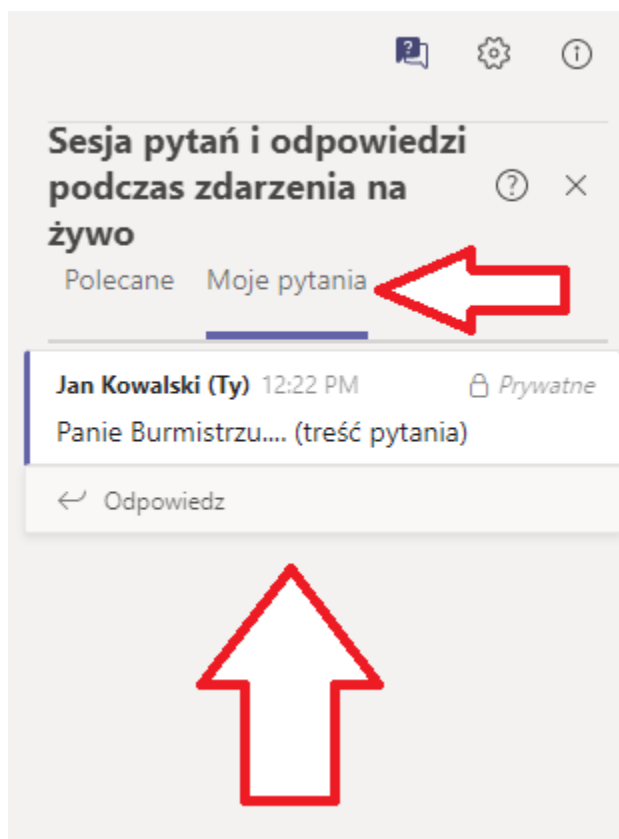 Sesja pytań i odpowiedzi
podczas zdarzenia na
żywo
Polecane Moje pytania
Jan Kowalski (Ty) 12:22 PM Prywatne
Panie Burmistrzu.... (treść pytania)
Odpowiedz